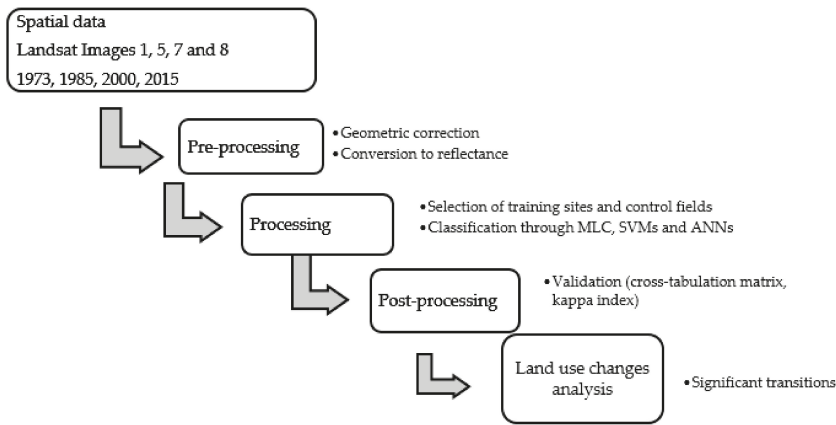 Spatial data
Landsat Images 1, 5, 7 and 8
1973, 1985, 2000, 2015
Pre-processing
•Geometric correction
•Conversion to reflectance
Processing
•Selection of training sites and control fields
•Classification through MLC, SVMs and ANNs
Post-processing
•Validation (cross-tabulation matrix,
kappa index)
Land use changes
analysis
•Significant transitions